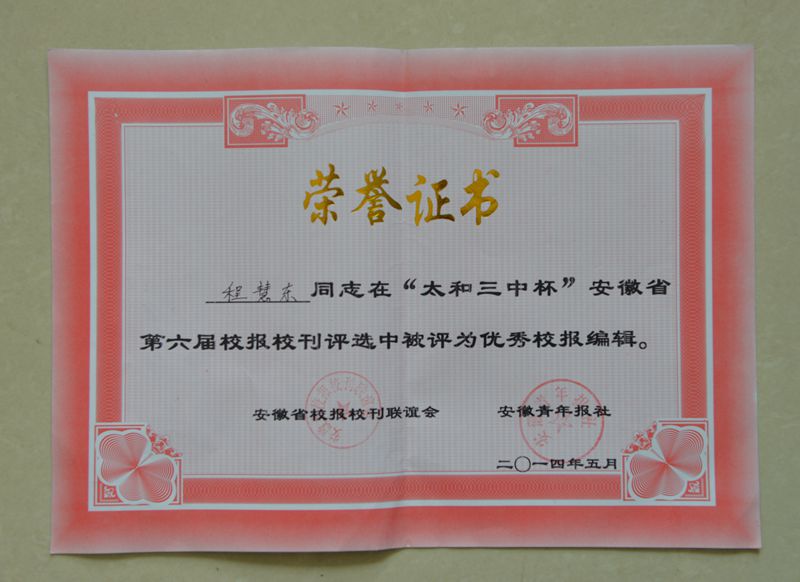 荣誉证书
程慧东 同志在“太和三中杯”安徽省
第六届校报校刊评选中被评为优秀校报编辑。
安徽省校报校刊联谊会 安徽青年报社
二〇一四年五月